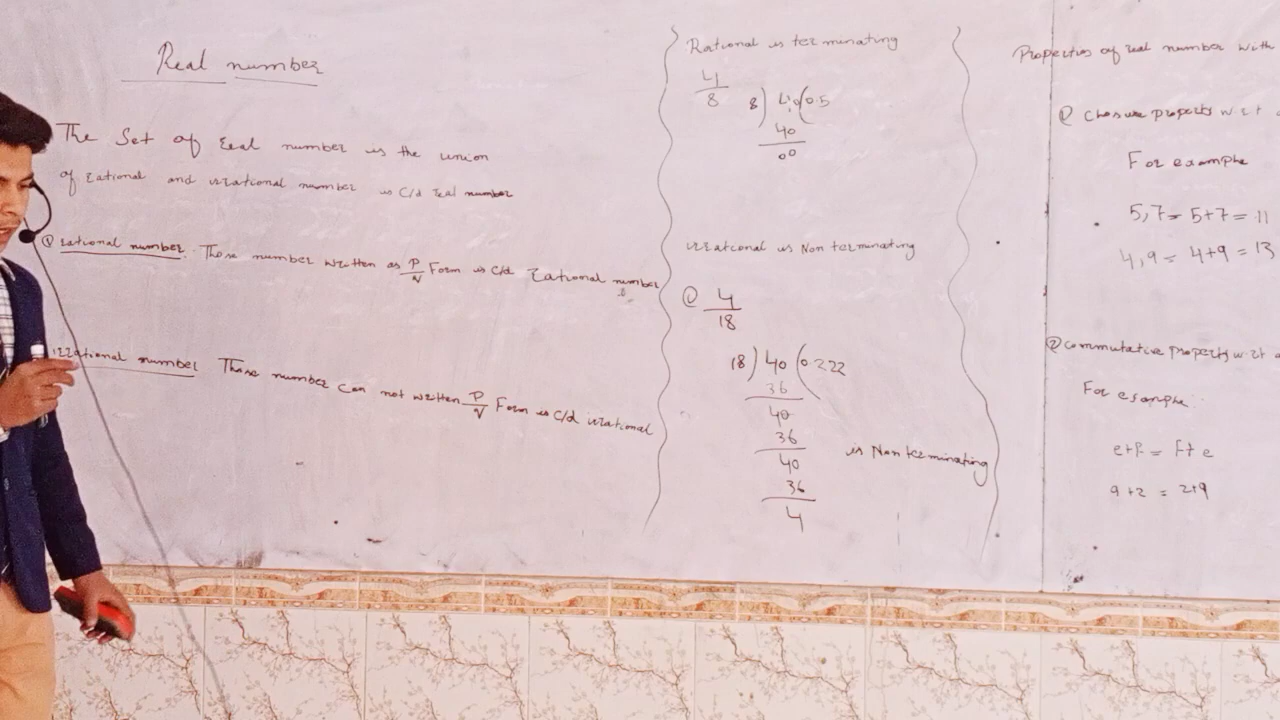 Real number
The Set of real number is the union
of rational and irrational number is c/d real number
@ rational number. Those number written as P/q Form is c/d rational number
irrational number Those number can not written P/q Form is c/d irrational
Rational is terminating
4/8
8) 4.0 (0.5
40
00
irrational is Non terminating
@ 4/18
18) 40 (0.222
36
40
36
40
36
4
is Non terminating
Properties of real number with
@ Closure property w r t
For example
5,7 = 5+7 = 11
4,9 = 4+9 = 13
@ commutative property w r t a
For example
e+f = f+e
9+2 = 2+9